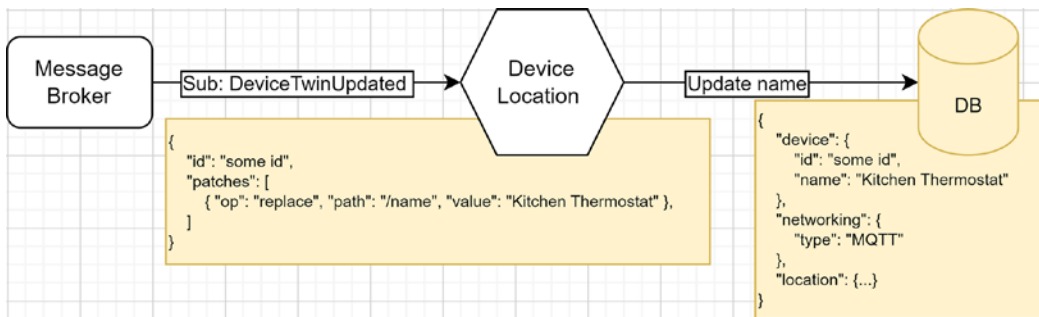 Message
Broker
Sub: DeviceTwinUpdated
Device
Location
Update name
DB
{
"id": "some id",
"patches": [
{ "op": "replace", "path": "/name", "value": "Kitchen Thermostat" },
]
}
{
"device": {
"id": "some id",
"name": "Kitchen Thermostat"
},
"networking": {
"type": "MQTT"
},
"location": {...}
}